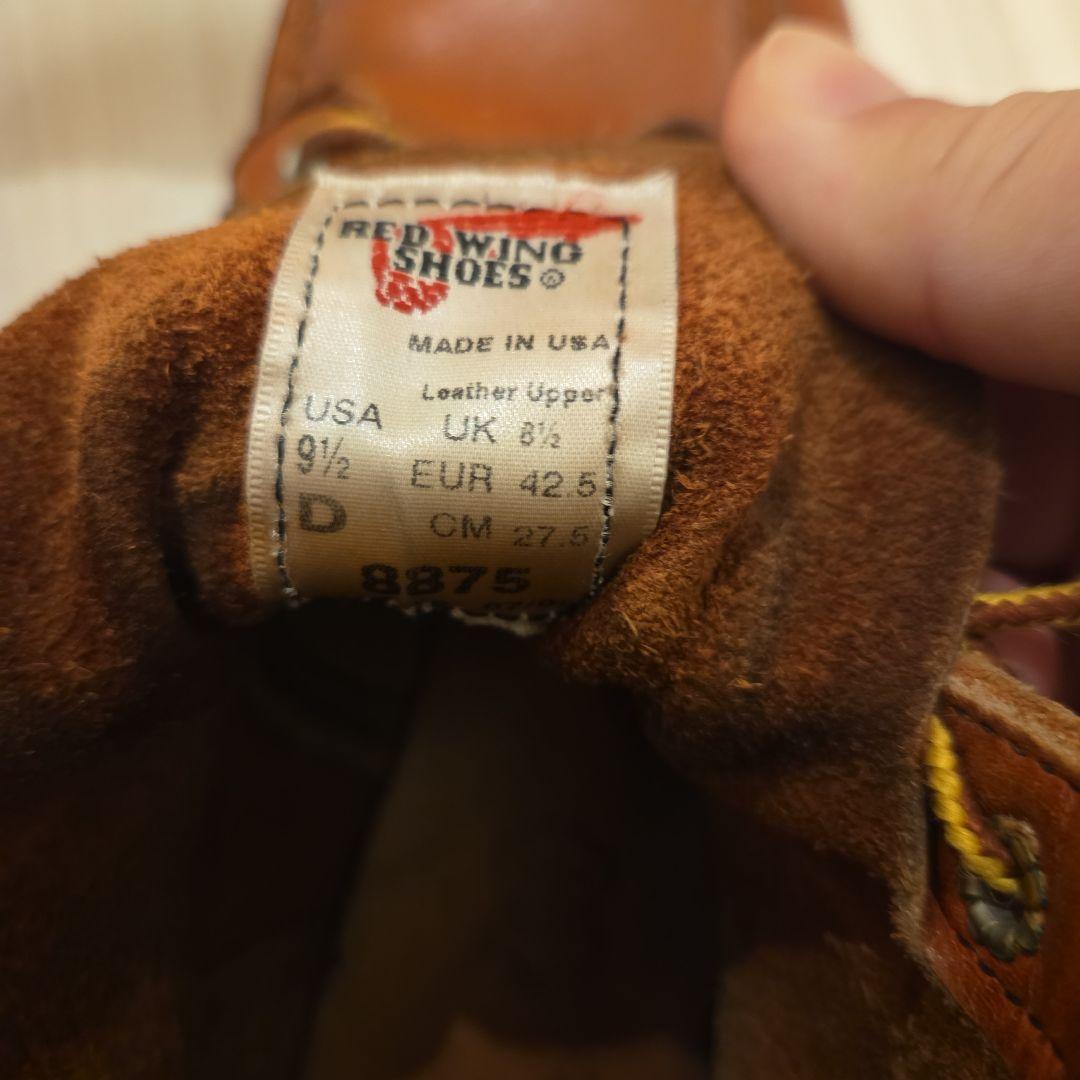 RED WING
SHOES®
MADE IN USA
Leather Upper
USA
9½
D
UK 8½
EUR 42.5
CM 27.5
8875